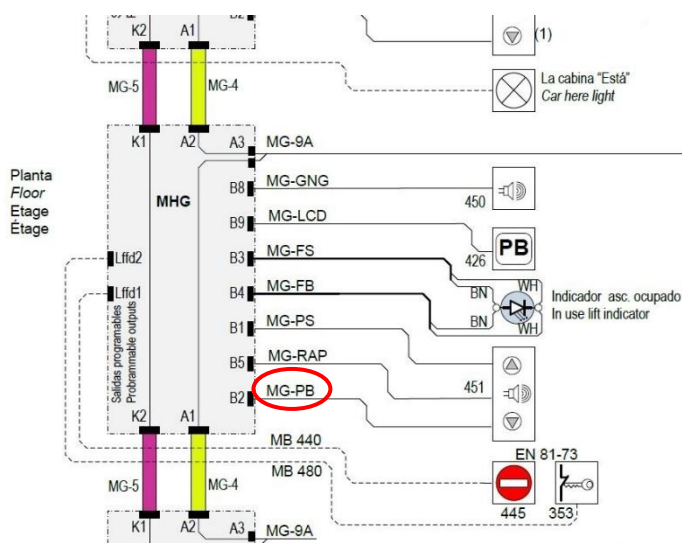 K2
A1
(1)
MG-5
MG-4
La cabina "Está"
Car here light
K1
A2
A3
MG-9A
Planta
Floor
Etage
Étage
MHG
B8
MG-GNG
450
B9
MG-LCD
426
PB
Lffd2
B3
MG-FS
WH
BN
Lffd1
B4
MG-FB
Indicador asc. ocupado
In use lift indicator
BN
WH
B1
MG-PS
Salidas programables
Probrammable outputs
B5
MG-RAP
451
B2
MG-PB
K2
A1
MB 440
EN 81-73
MB 480
MG-5
MG-4
445
353
K1
A2
A3
MG-9A